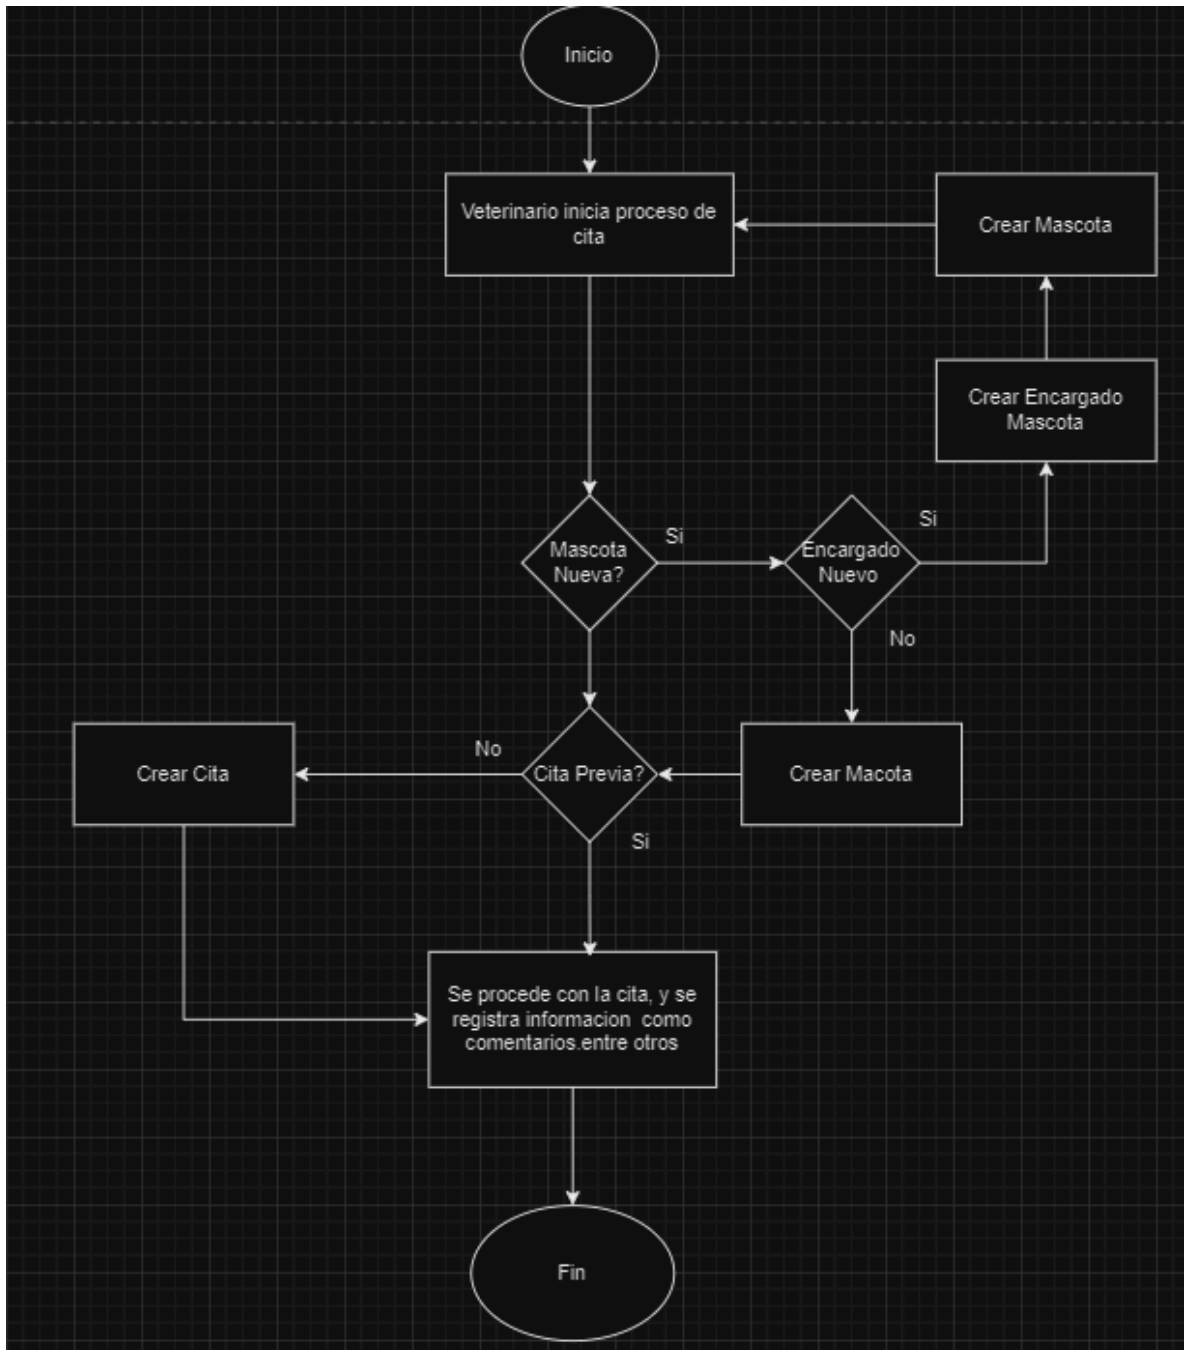 Inicio
Veterinario inicia proceso de
cita
Crear Mascota
Crear Encargado
Mascota
Si
Si
Mascota
Nueva?
Encargado
Nuevo
No
No
Crear Cita
Cita Previa?
Crear Macota
Si
Se procede con la cita, y se
registra informacion como
comentarios.entre otros
Fin